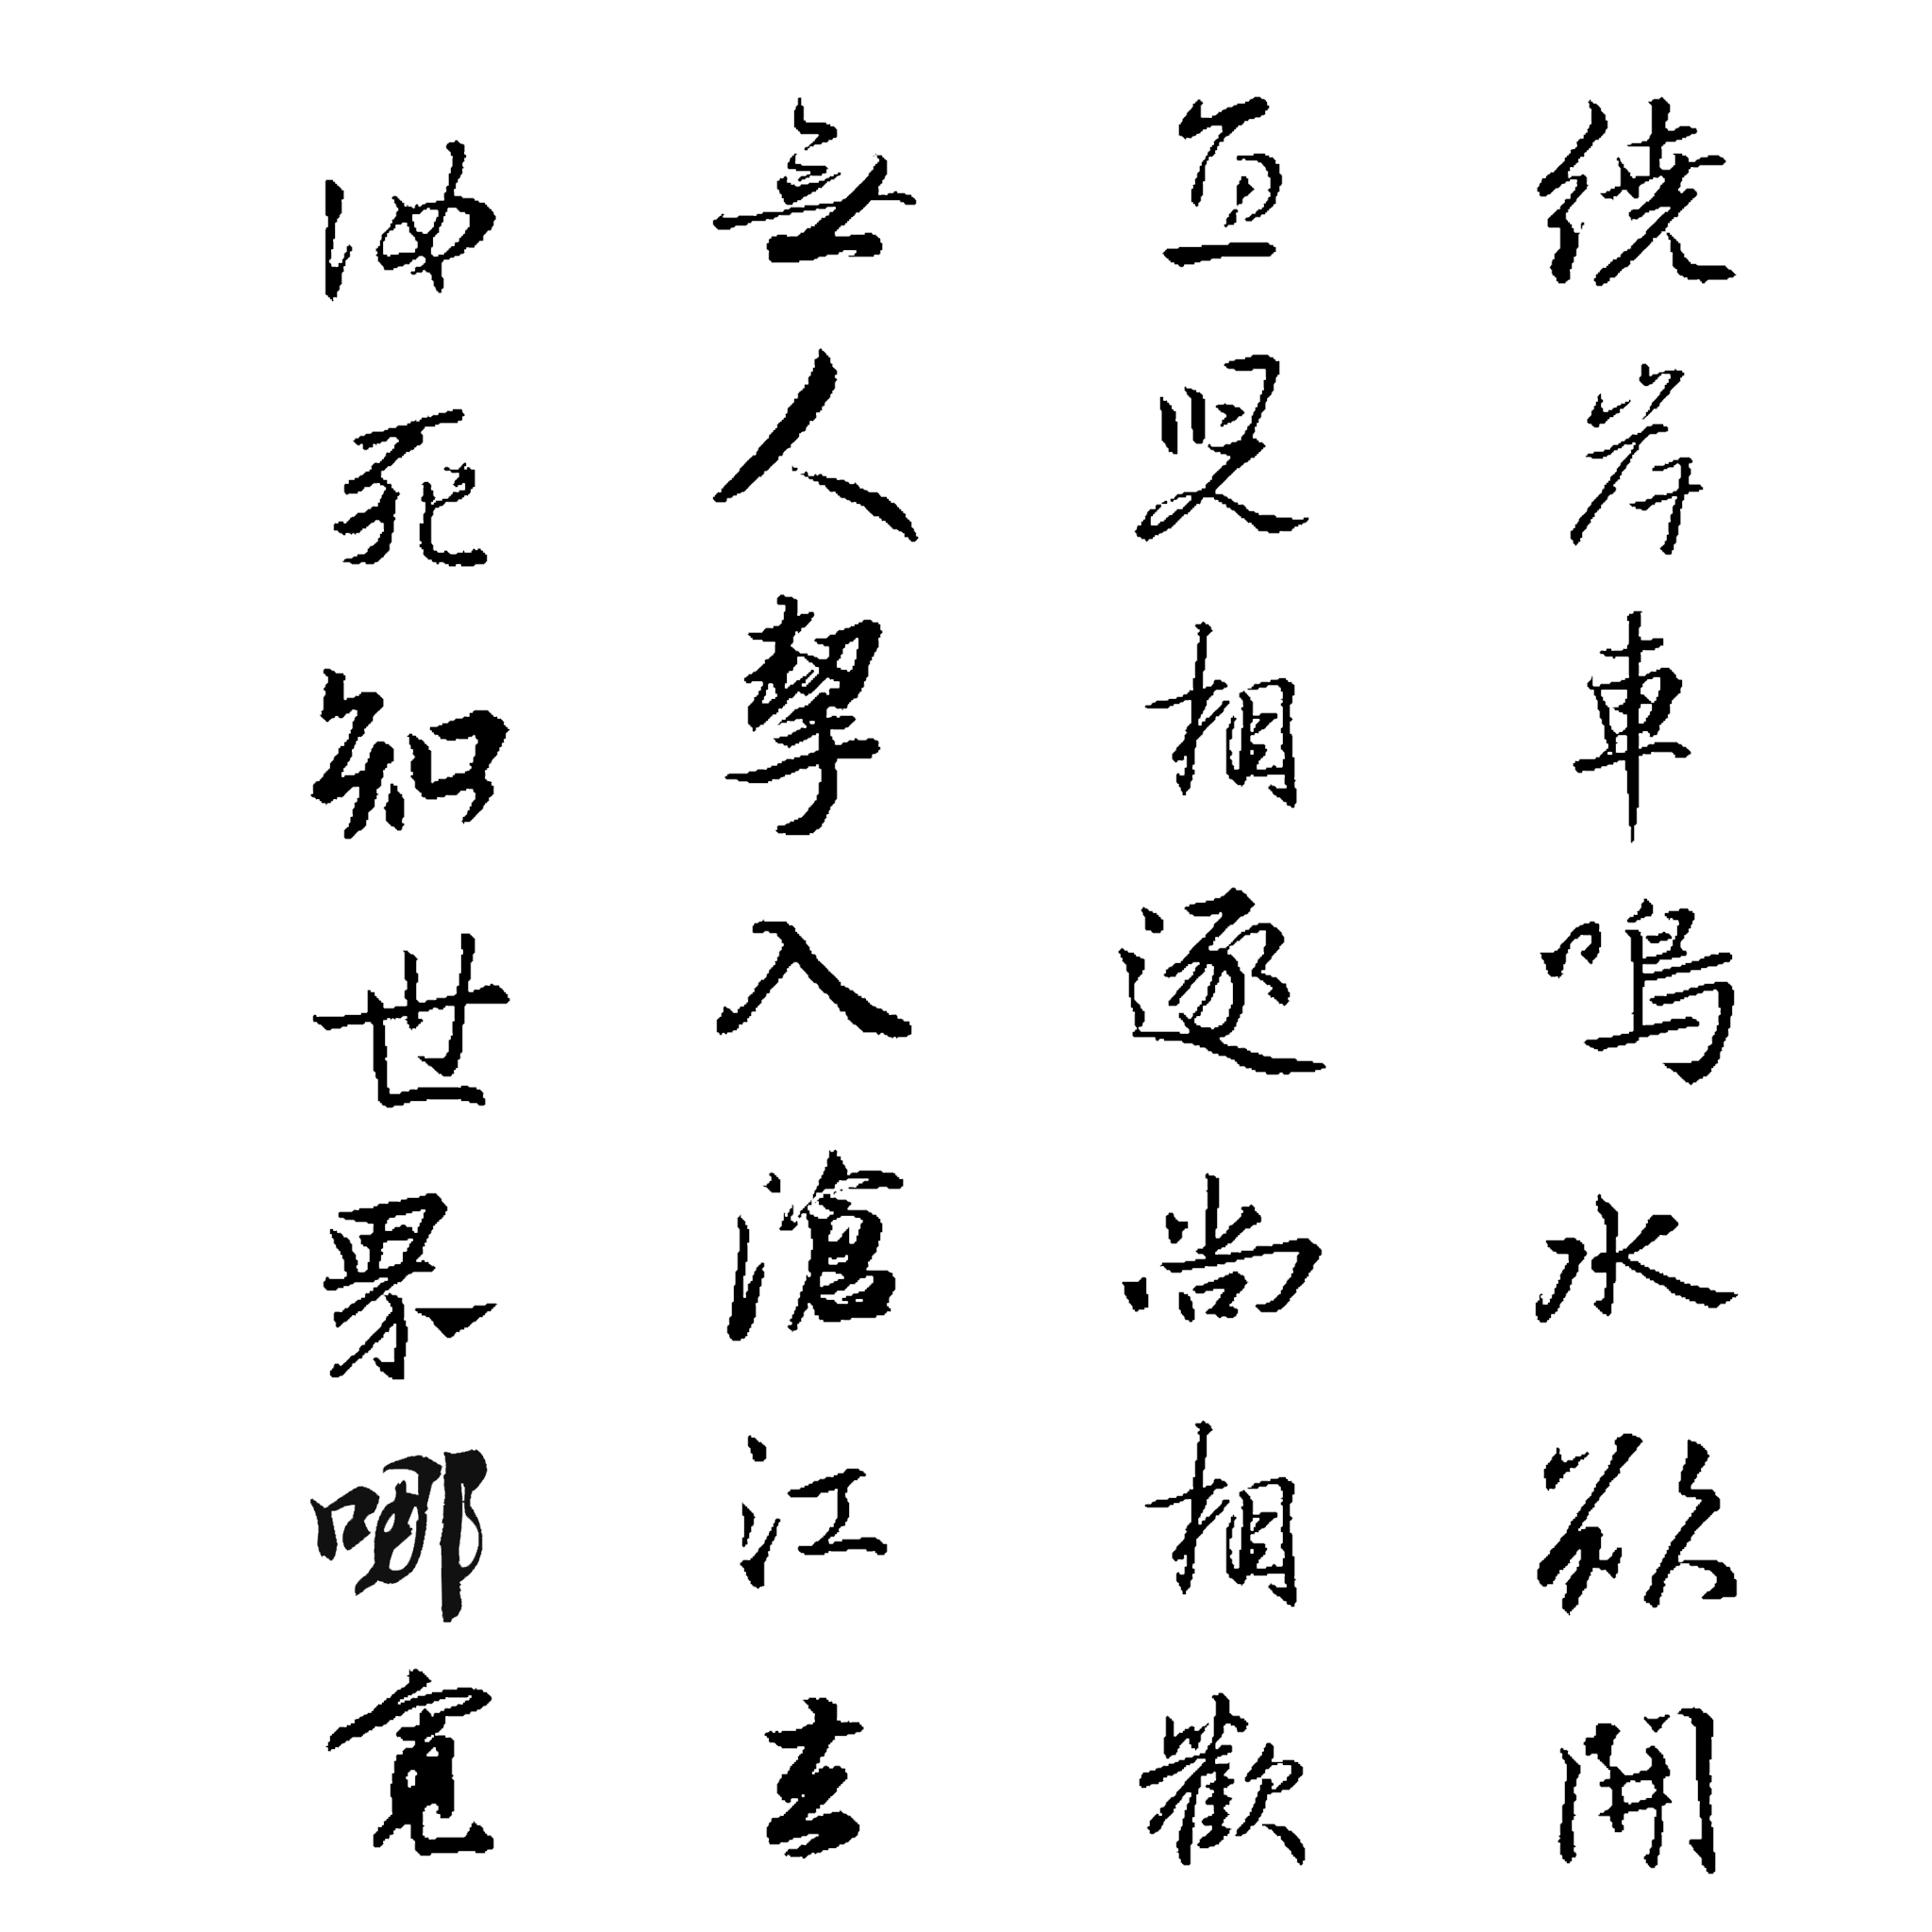 繞岸車鳴水欲開
魚兒相逐尚相歡
無人挈入滄江去
汝死知世界哪寬